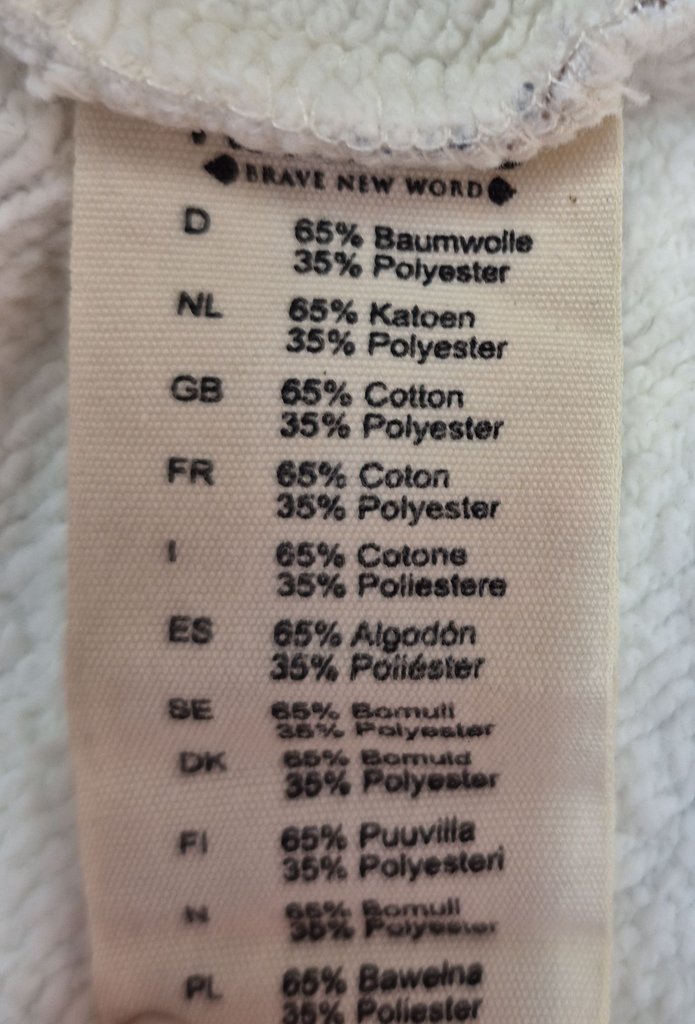 BRAVE NEW WORD
D 65% Baumwolle
35% Polyester
NL 65% Katoen
35% Polyester
GB 65% Cotton
35% Polyester
FR 65% Coton
35% Polyester
I 65% Cotone
35% Poliestere
ES 65% Algodón
35% Poliéster
SE 65% Bomull
35% Polyester
DK 65% Bomuld
35% Polyester
FI 65% Puuvilla
35% Polyesteri
N 65% Bomull
35% Polyester
PL 65% Bawełna
35% Poliester